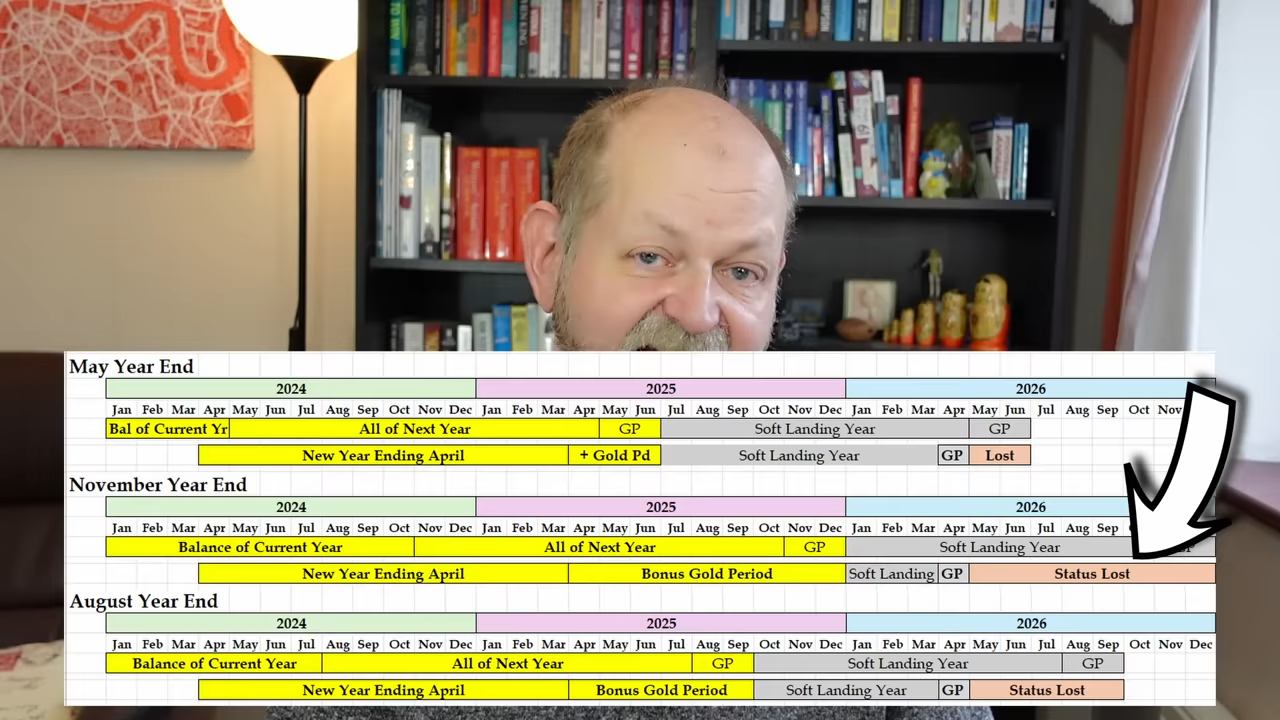 May Year End
2024 2025 2026
Jan Feb Mar Apr May Jun Jul Aug Sep Oct Nov Dec Jan Feb Mar Apr May Jun Jul Aug Sep Oct Nov Dec Jan Feb Mar Apr May Jun Jul Aug Sep Oct Nov
Bal of Current Yr All of Next Year GP Soft Landing Year GP
New Year Ending April + Gold Pd Soft Landing Year GP Lost
November Year End
2024 2025 2026
Jan Feb Mar Apr May Jun Jul Aug Sep Oct Nov Dec Jan Feb Mar Apr May Jun Jul Aug Sep Oct Nov Dec Jan Feb Mar Apr May Jun Jul Aug Sep
Balance of Current Year All of Next Year GP Soft Landing Year
New Year Ending April Bonus Gold Period Soft Landing GP Status Lost
August Year End
2024 2025 2026
Jan Feb Mar Apr May Jun Jul Aug Sep Oct Nov Dec Jan Feb Mar Apr May Jun Jul Aug Sep Oct Nov Dec Jan Feb Mar Apr May Jun Jul Aug Sep Oct Nov Dec
Balance of Current Year All of Next Year GP Soft Landing Year GP
New Year Ending April Bonus Gold Period Soft Landing Year GP Status Lost